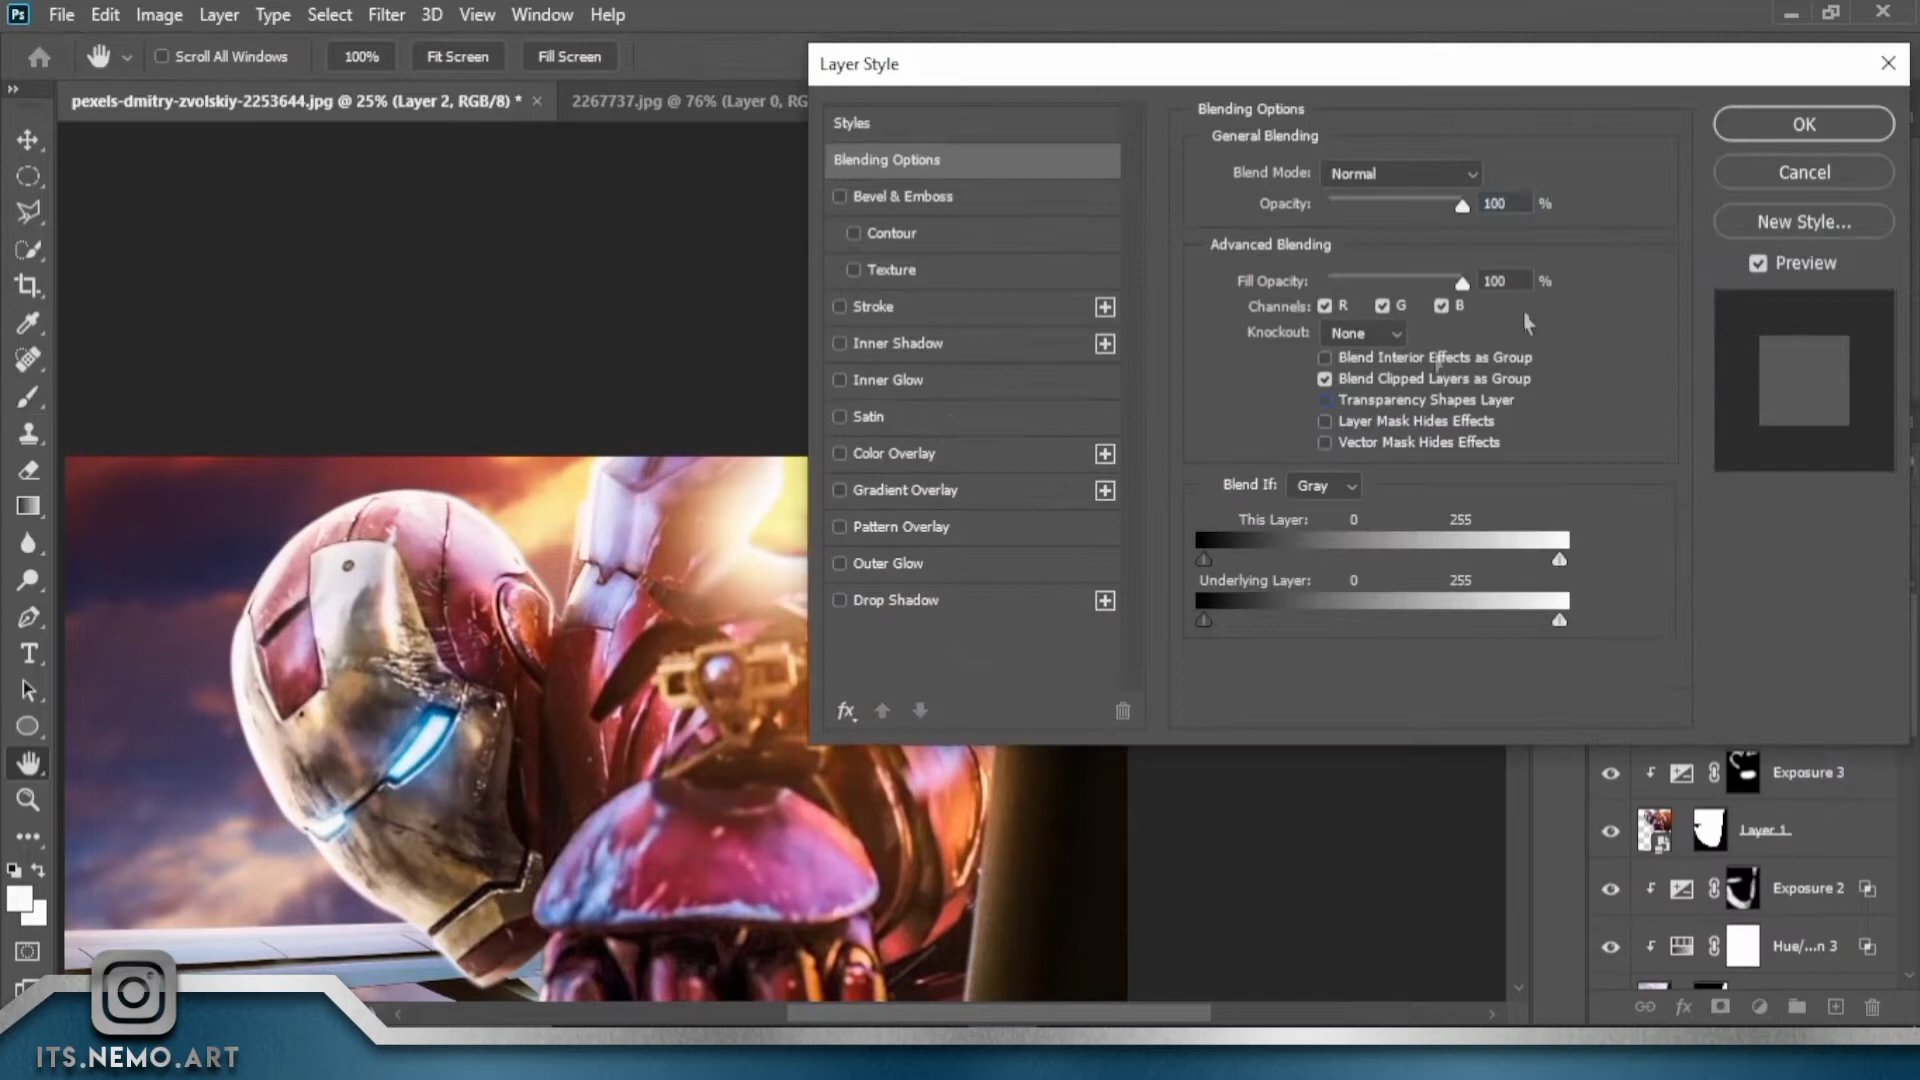 Ps File Edit Image Layer Type Select Filter 3D View Window Help
Scroll All Windows 100% Fit Screen Fill Screen
pexels-dmitry-zvolskiy-2253644.jpg @ 25% (Layer 2, RGB/8) * × 2267737.jpg @ 76% (Layer 0, RG
Layer Style
Styles
Blending Options
Bevel & Emboss
Contour
Texture
Stroke
Inner Shadow
Inner Glow
Satin
Color Overlay
Gradient Overlay
Pattern Overlay
Outer Glow
Drop Shadow
fx
Blending Options
General Blending
Blend Mode: Normal
Opacity: 100 %
Advanced Blending
Fill Opacity: 100 %
Channels: R G B
Knockout: None
Blend Interior Effects as Group
Blend Clipped Layers as Group
Transparency Shapes Layer
Layer Mask Hides Effects
Vector Mask Hides Effects
Blend If: Gray
This Layer: 0 255
Underlying Layer: 0 255
OK
Cancel
New Style...
Preview
Exposure 3
Layer 1
Exposure 2
Hue/...n 3
fx
ITS.NEMO.ART